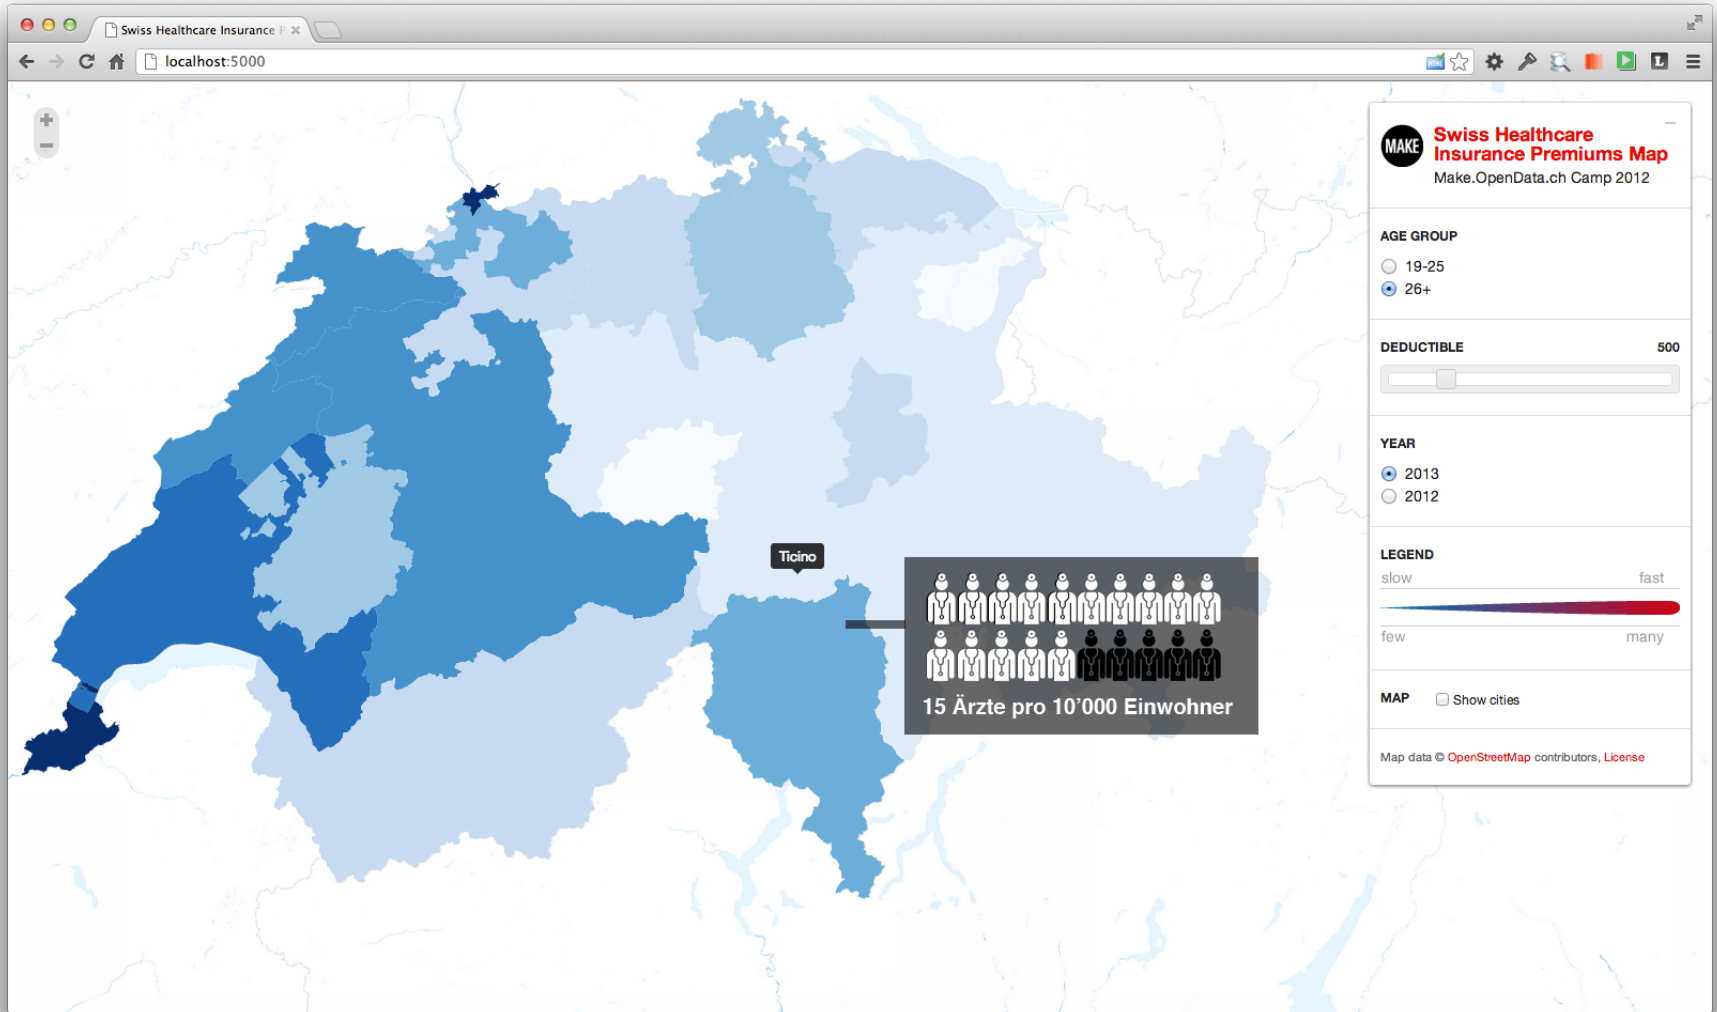 Swiss Healthcare Insurance P
localhost:5000
MAKE
Swiss Healthcare
Insurance Premiums Map
Make.OpenData.ch Camp 2012
AGE GROUP
19-25
26+
DEDUCTIBLE 500
YEAR
2013
2012
LEGEND
slow fast
few many
MAP Show cities
Map data © OpenStreetMap contributors, License
Ticino
15 Ärzte pro 10’000 Einwohner